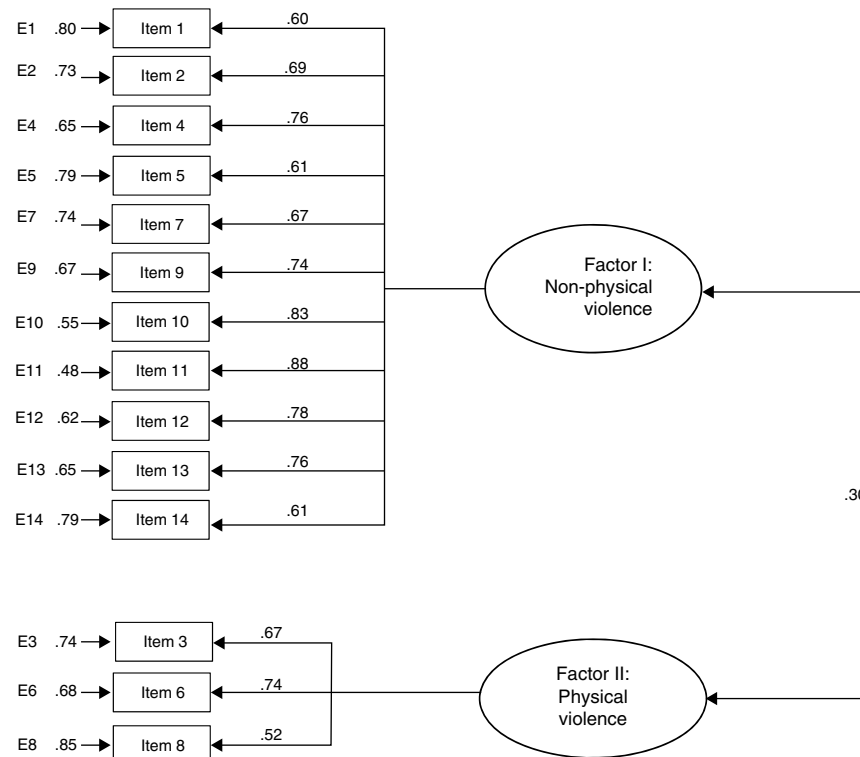 E1 .80 Item 1 .60
E2 .73 Item 2 .69
E4 .65 Item 4 .76
E5 .79 Item 5 .61
E7 .74 Item 7 .67
E9 .67 Item 9 .74
E10 .55 Item 10 .83
E11 .48 Item 11 .88
E12 .62 Item 12 .78
E13 .65 Item 13 .76
E14 .79 Item 14 .61
Factor I:
Non-physical
violence
E3 .74 Item 3 .67
E6 .68 Item 6 .74
E8 .85 Item 8 .52
Factor II:
Physical
violence